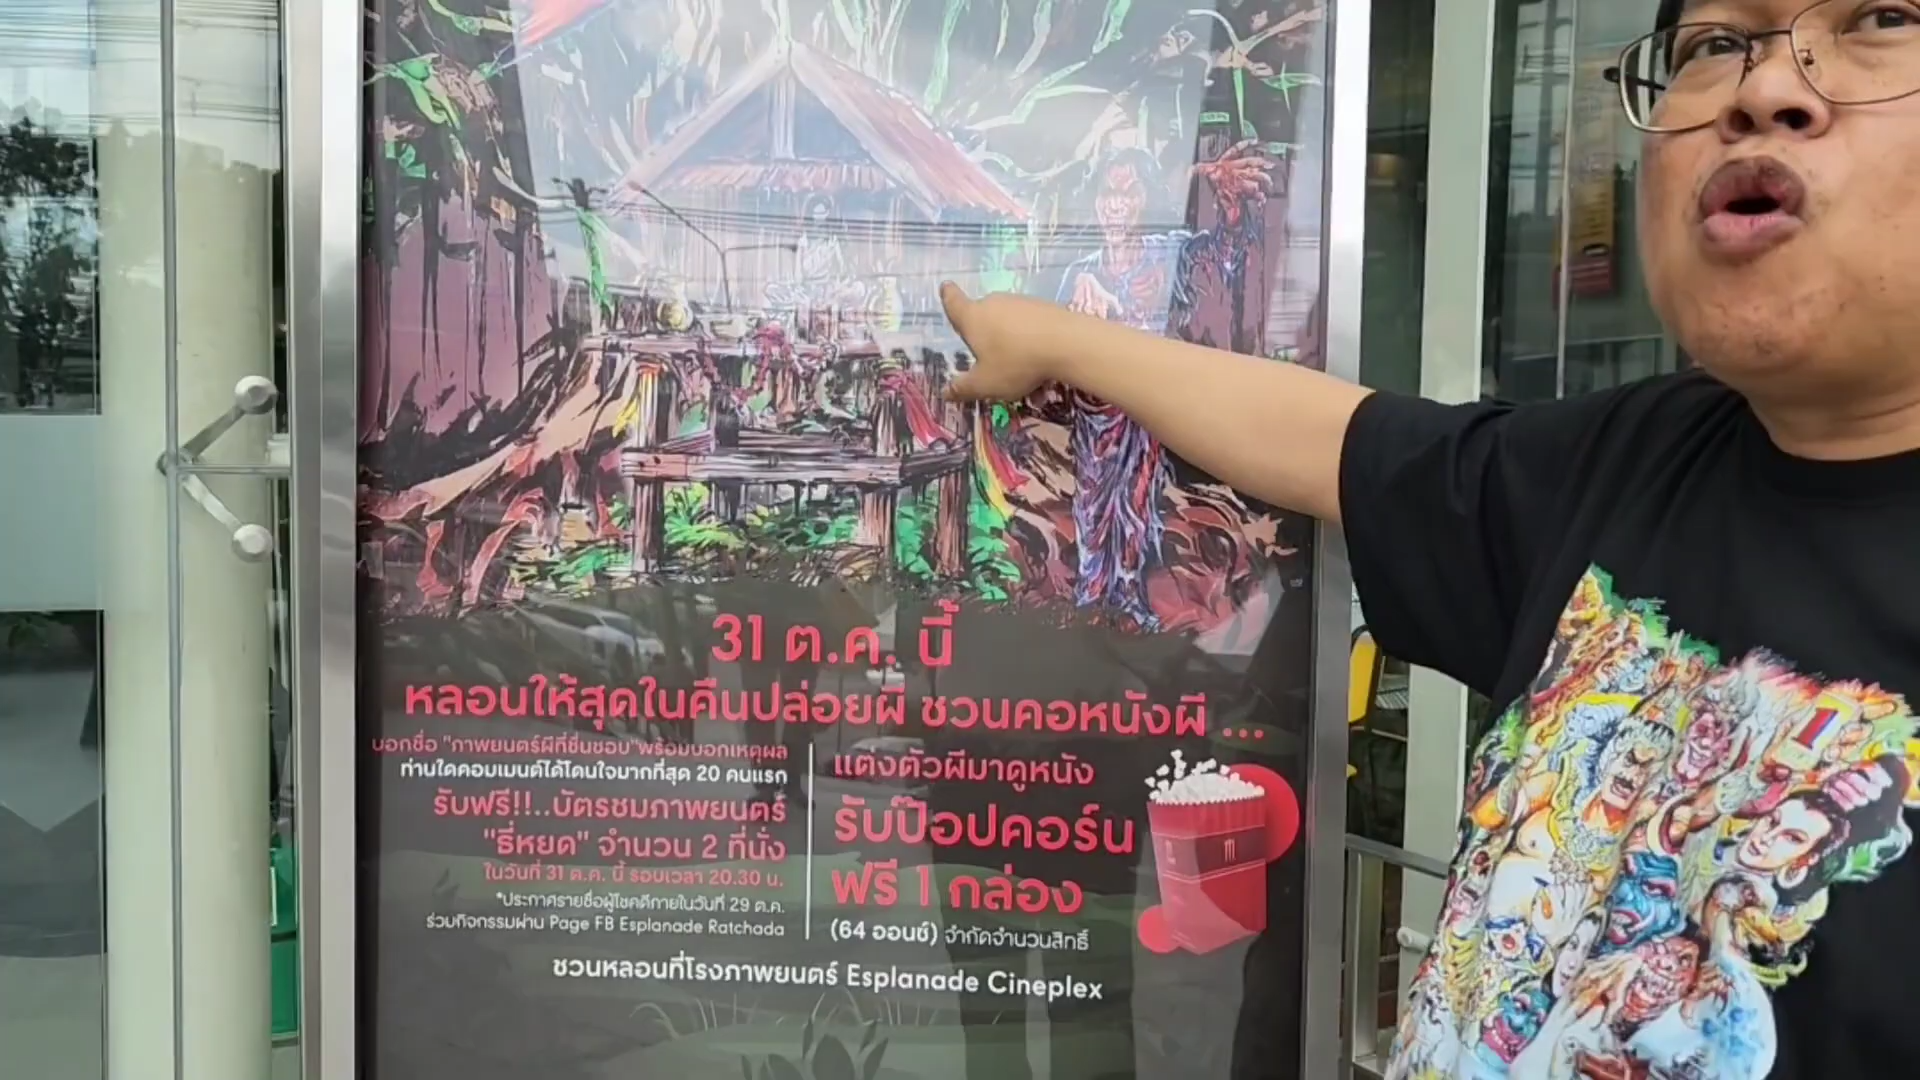 31 ต.ค. นี้
หลอนให้สุดในคืนปล่อยผี ชวนคอหนังผี ...
บอกชื่อ "ภาพยนตร์ผีที่ชื่นชอบ"พร้อมบอกเหตุผล
ท่านใดคอมเมนต์ได้โดนใจมากที่สุด 20 คนแรก
รับฟรี!!..บัตรชมภาพยนตร์
"ธี่หยด" จำนวน 2 ที่นั่ง
ในวันที่ 31 ต.ค. นี้ รอบเวลา 20.30 น.
*ประกาศรายชื่อผู้โชคดีภายในวันที่ 29 ต.ค.
ร่วมกิจกรรมผ่าน Page FB Esplanade Ratchada
แต่งตัวผีมาดูหนัง
รับป๊อปคอร์น
ฟรี 1 กล่อง
(64 ออนซ์) จำกัดจำนวนสิทธิ์
ชวนหลอนที่โรงภาพยนตร์ Esplanade Cineplex
1